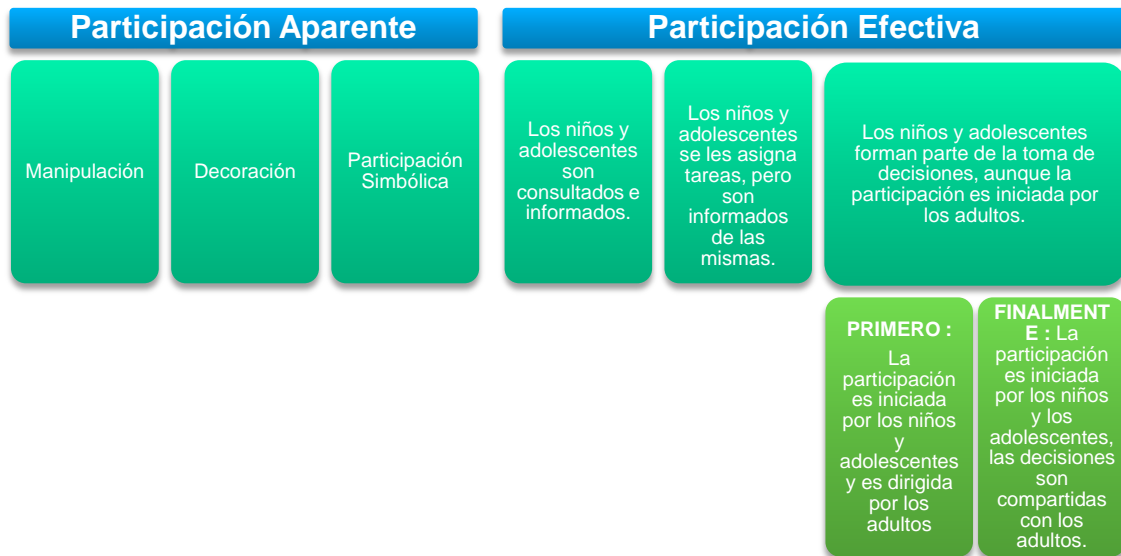 Participación Aparente
Participación Efectiva
Manipulación
Decoración
Participación
Simbólica
Los niños y
adolescentes
son
consultados e
informados.
Los niños y
adolescentes
se les asigna
tareas, pero
son
informados
de las
mismas.
Los niños y adolescentes
forman parte de la toma de
decisiones, aunque la
participación es iniciada por
los adultos.
PRIMERO :
La
participación
es iniciada
por los niños
y
adolescentes
y es dirigida
por los
adultos
FINALMENT
E : La
participación
es iniciada
por los niños
y los
adolescentes,
las decisiones
son
compartidas
con los
adultos.